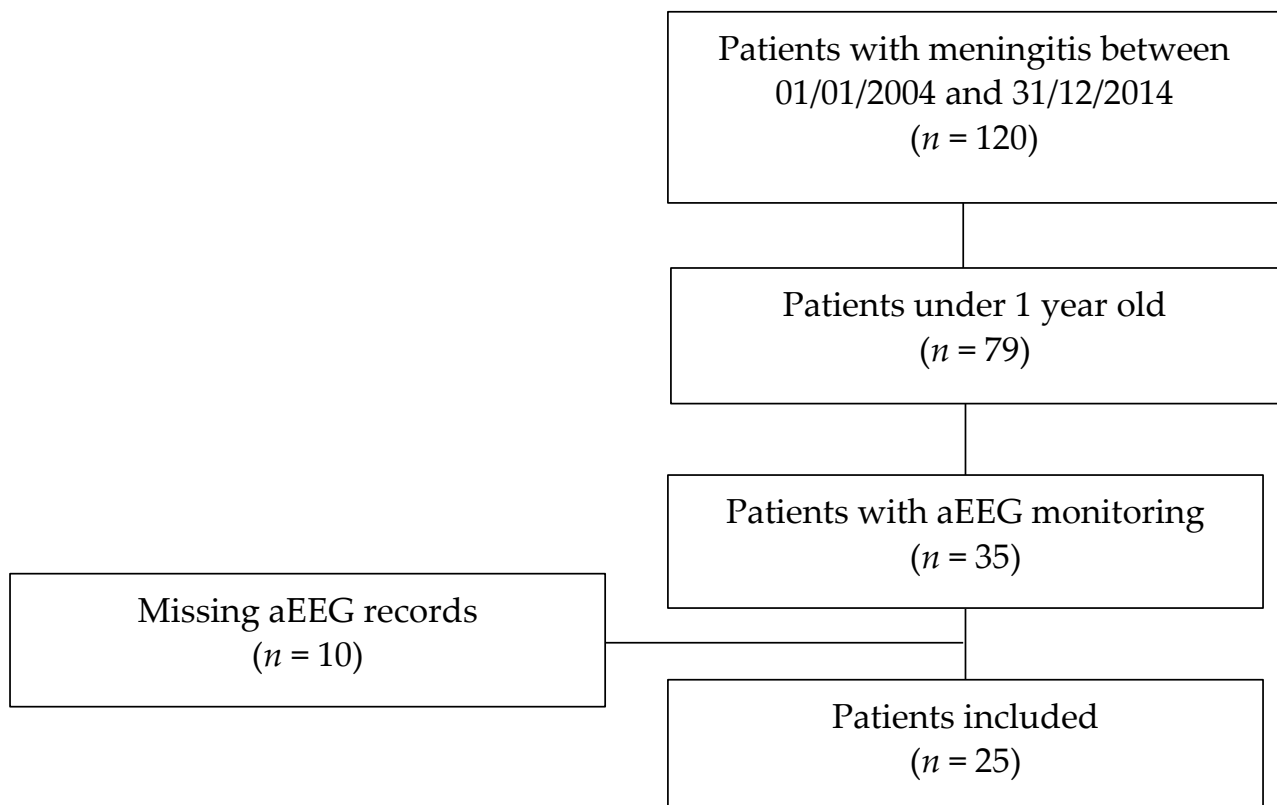 Patients with meningitis between
01/01/2004 and 31/12/2014
(n = 120)
Patients under 1 year old
(n = 79)
Patients with aEEG monitoring
(n = 35)
Missing aEEG records
(n = 10)
Patients included
(n = 25)